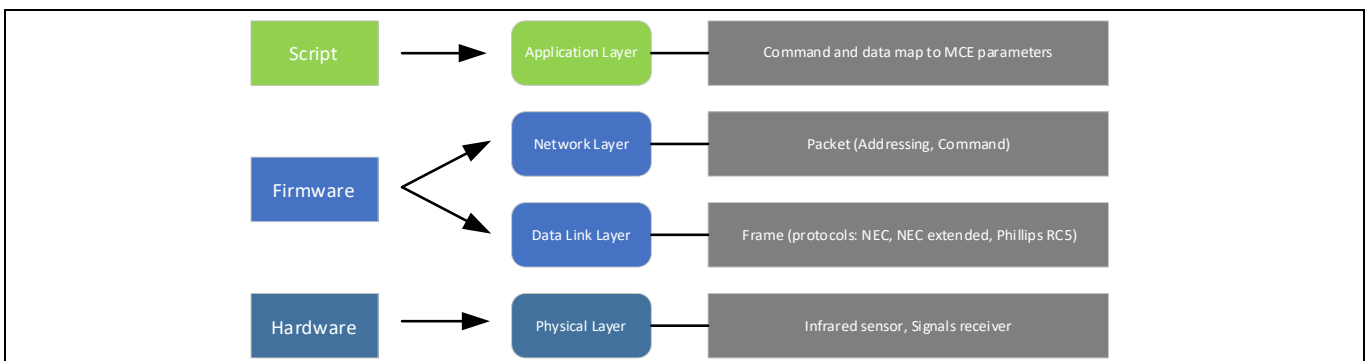 Script
Application Layer
Command and data map to MCE parameters
Network Layer
Packet (Addressing, Command)
Firmware
Data Link Layer
Frame (protocols: NEC, NEC extended, Phillips RC5)
Hardware
Physical Layer
Infrared sensor, Signals receiver